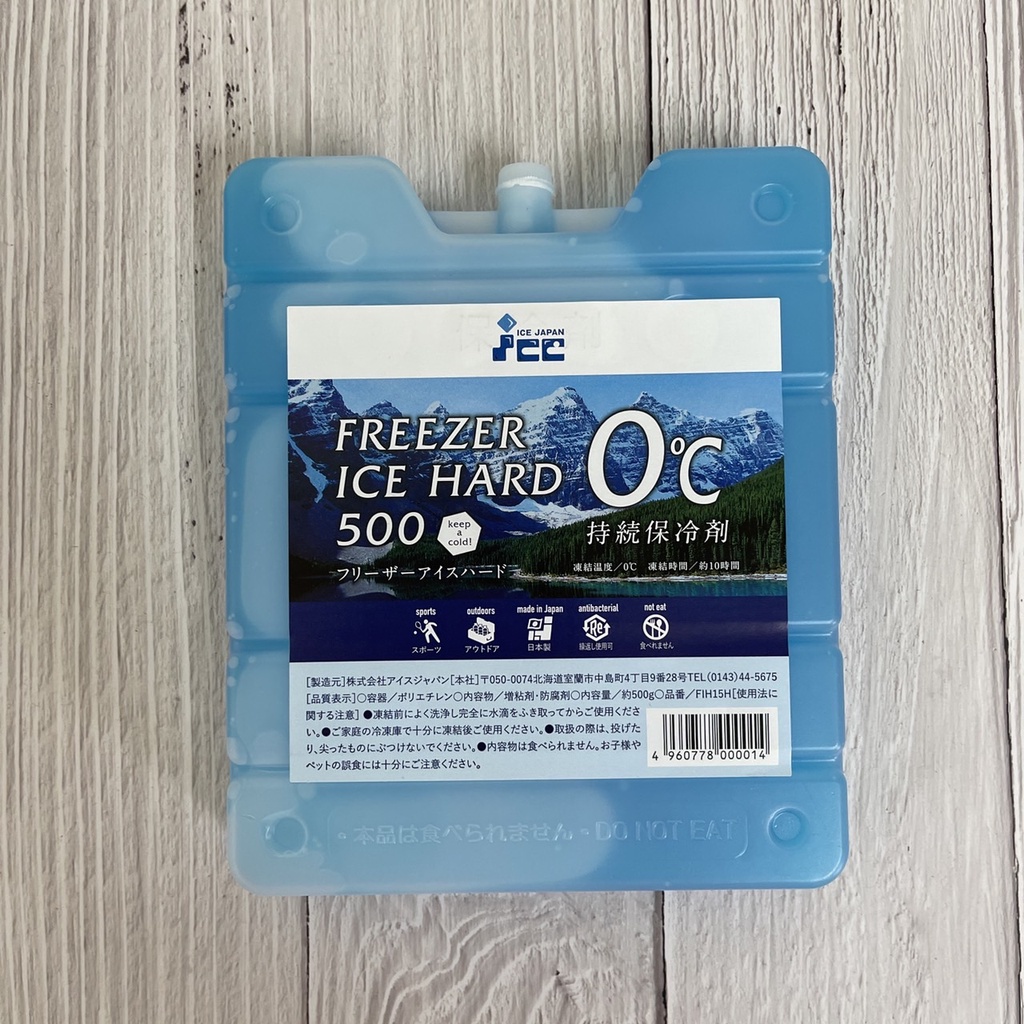 ICE JAPAN
ICC
FREEZER
ICE HARD
500
keep
a
cold!
フリーザーアイスハード
0℃
持続保冷剤
凍結温度／0℃ 凍結時間／約10時間
sports
スポーツ
outdoors
アウトドア
made in Japan
日本製
antibacterial
Re
繰返し使用可
not eat
食べれません
[製造元]株式会社アイスジャパン[本社]〒050-0074北海道室蘭市中島町4丁目9番28号TEL(0143)44-5675
[品質表示]○容器／ポリエチレン○内容物／増粘剤・防腐剤○内容量／約500g○品番／FIH15H[使用法に
関する注意]●凍結前によく洗浄し完全に水滴をふき取ってからご使用くださ
い。●ご家庭の冷凍庫で十分に凍結後ご使用ください。●取扱の際は、投げた
り、尖ったものにぶつけないでください。●内容物は食べられません。お子様や
ペットの誤食には十分にご注意ください。
4 960778 000014
・本品は食べられません・DO NOT EAT